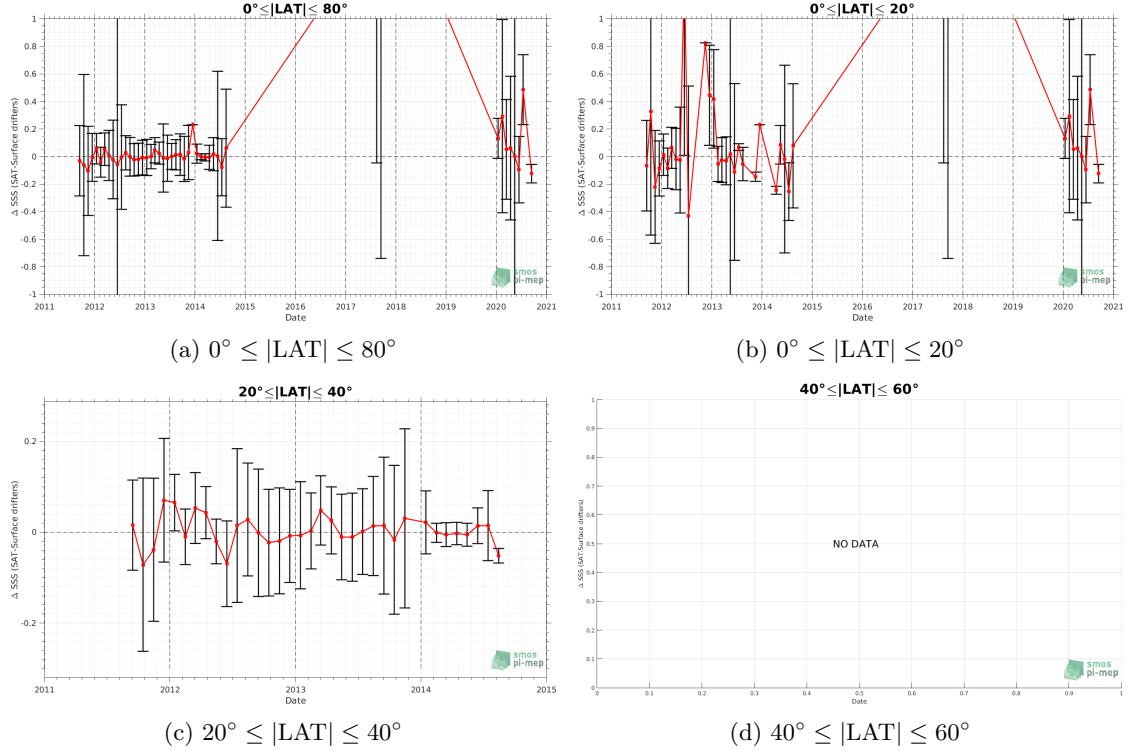 0°≤|LAT|≤ 80°
1
0.8
0.6
0.4
0.2
0
-0.2
-0.4
-0.6
-0.8
-1
Δ SSS (SAT-Surface drifters)
2011 2012 2013 2014 2015 2016 2017 2018 2019 2020 2021
Date
smos
pi-mep
(a) 0° ≤ |LAT| ≤ 80°
0°≤|LAT|≤ 20°
1
0.8
0.6
0.4
0.2
0
-0.2
-0.4
-0.6
-0.8
-1
Δ SSS (SAT-Surface drifters)
2011 2012 2013 2014 2015 2016 2017 2018 2019 2020 2021
Date
smos
pi-mep
(b) 0° ≤ |LAT| ≤ 20°
20°≤|LAT|≤ 40°
0.2
0
-0.2
Δ SSS (SAT-Surface drifters)
2011 2012 2013 2014 2015
Date
smos
pi-mep
(c) 20° ≤ |LAT| ≤ 40°
40°≤|LAT|≤ 60°
1
0.9
0.8
0.7
0.6
0.5
0.4
0.3
0.2
0.1
0
Δ SSS (SAT-Surface drifters)
NO DATA
0 0.1 0.2 0.3 0.4 0.5 0.6 0.7 0.8 0.9 1
Date
smos
pi-mep
(d) 40° ≤ |LAT| ≤ 60°